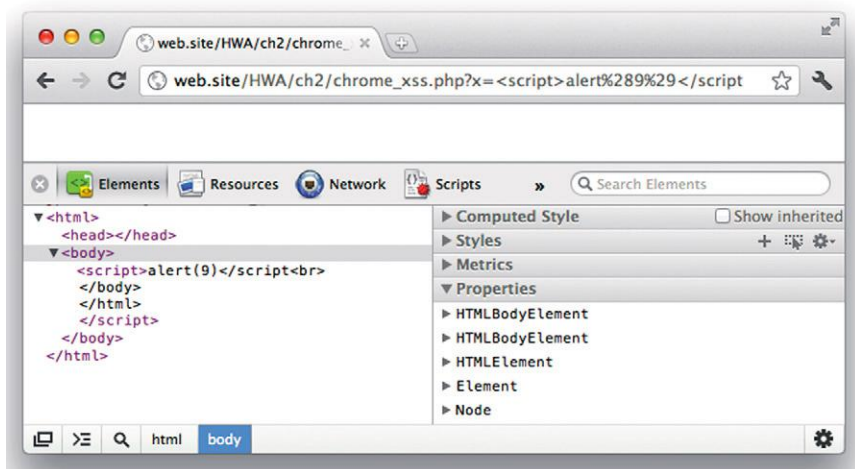 web.site/HWA/ch2/chrome_
web.site/HWA/ch2/chrome_xss.php?x=<script>alert%289%29</script
Elements Resources Network Scripts » Search Elements
▼<html>
<head></head>
▼<body>
<script>alert(9)</script<br>
</body>
</html>
</script>
</body>
</html>
▶ Computed Style Show inherited
▶ Styles
▶ Metrics
▼ Properties
▶ HTMLBodyElement
▶ HTMLBodyElement
▶ HTMLElement
▶ Element
▶ Node
html body